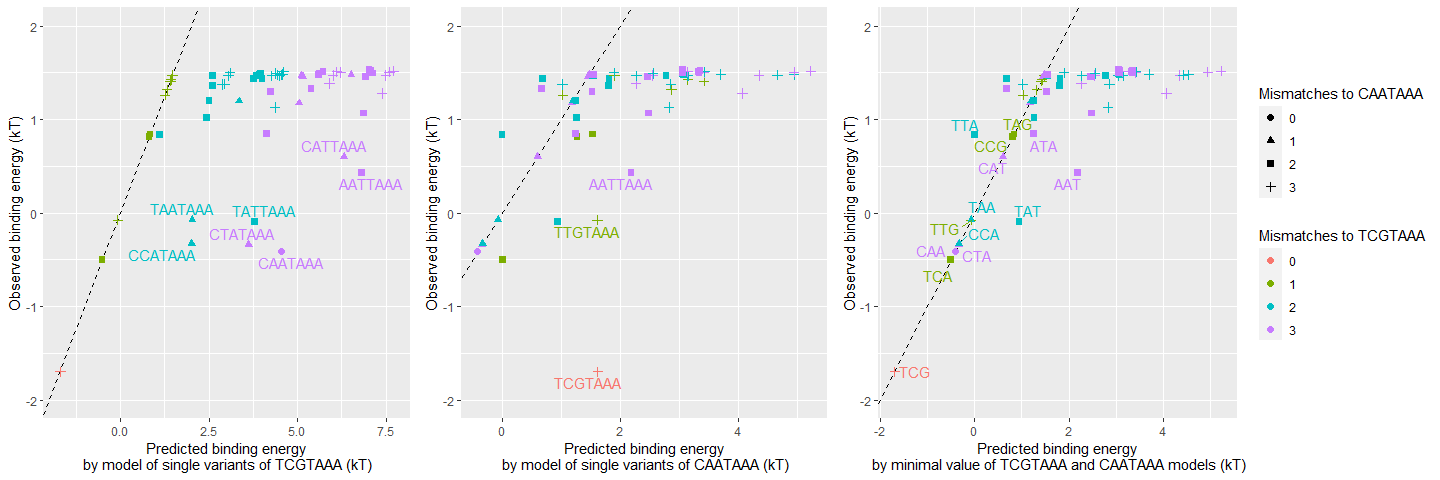 Observed binding energy (kT)
2
1
0
-1
-2
CATTAAA
AATTAAA
TAATAAA
TATTAAA
CTATAAA
CCATAAA
CAATAAA
0.0
2.5
5.0
7.5
Predicted binding energy
by model of single variants of TCGTAAA (kT)
Observed binding energy (kT)
2
1
0
-1
-2
AATTAAA
TTGTAAA
TCGTAAA
0
2
4
Predicted binding energy
by model of single variants of CAATAAA (kT)
Observed binding energy (kT)
2
1
0
-1
-2
TTA
TAG
CCG
ATA
CAT
AAT
TAA
TAT
TTG
CCA
CAA
CTA
TCA
TCG
-2
0
2
4
Predicted binding energy
by minimal value of TCGTAAA and CAATAAA models (kT)
Mismatches to CAATAAA
0
1
2
3
Mismatches to TCGTAAA
0
1
2
3